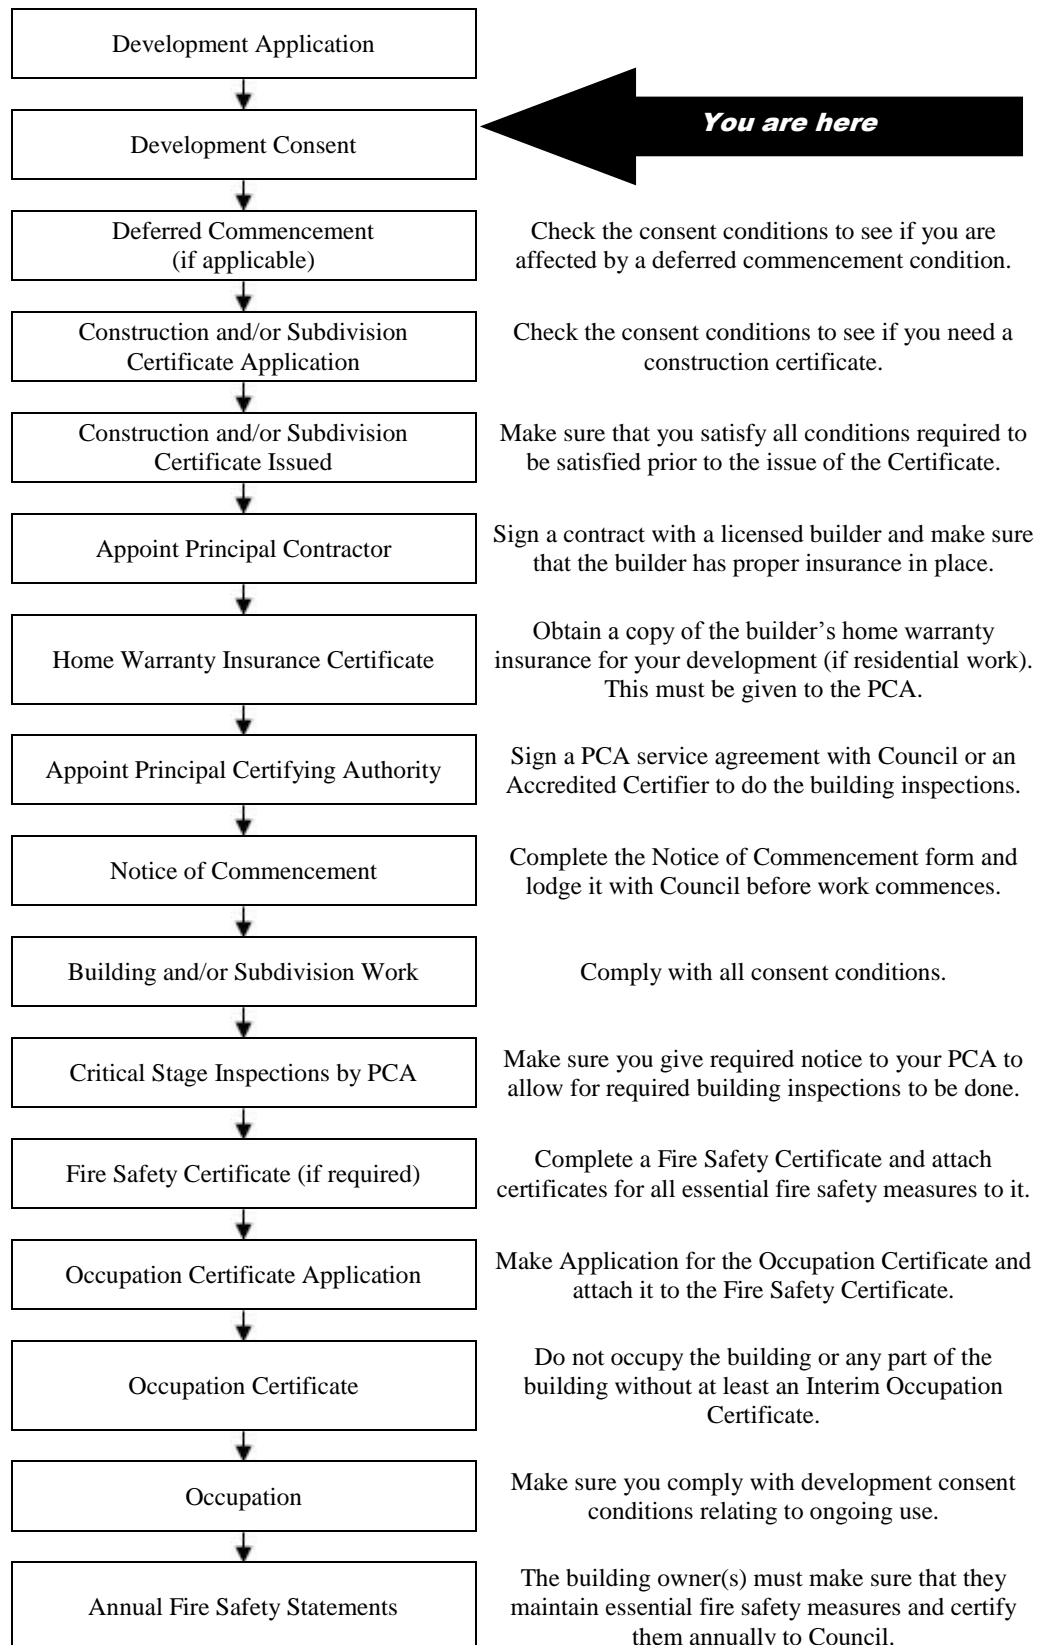 Development Application
Development Consent
You are here
Deferred Commencement
(if applicable)
Check the consent conditions to see if you are
affected by a deferred commencement condition.
Construction and/or Subdivision
Certificate Application
Check the consent conditions to see if you need a
construction certificate.
Construction and/or Subdivision
Certificate Issued
Make sure that you satisfy all conditions required to
be satisfied prior to the issue of the Certificate.
Appoint Principal Contractor
Sign a contract with a licensed builder and make sure
that the builder has proper insurance in place.
Home Warranty Insurance Certificate
Obtain a copy of the builder’s home warranty
insurance for your development (if residential work).
This must be given to the PCA.
Appoint Principal Certifying Authority
Sign a PCA service agreement with Council or an
Accredited Certifier to do the building inspections.
Notice of Commencement
Complete the Notice of Commencement form and
lodge it with Council before work commences.
Building and/or Subdivision Work
Comply with all consent conditions.
Critical Stage Inspections by PCA
Make sure you give required notice to your PCA to
allow for required building inspections to be done.
Fire Safety Certificate (if required)
Complete a Fire Safety Certificate and attach
certificates for all essential fire safety measures to it.
Occupation Certificate Application
Make Application for the Occupation Certificate and
attach it to the Fire Safety Certificate.
Occupation Certificate
Do not occupy the building or any part of the
building without at least an Interim Occupation
Certificate.
Occupation
Make sure you comply with development consent
conditions relating to ongoing use.
Annual Fire Safety Statements
The building owner(s) must make sure that they
maintain essential fire safety measures and certify
them annually to Council.